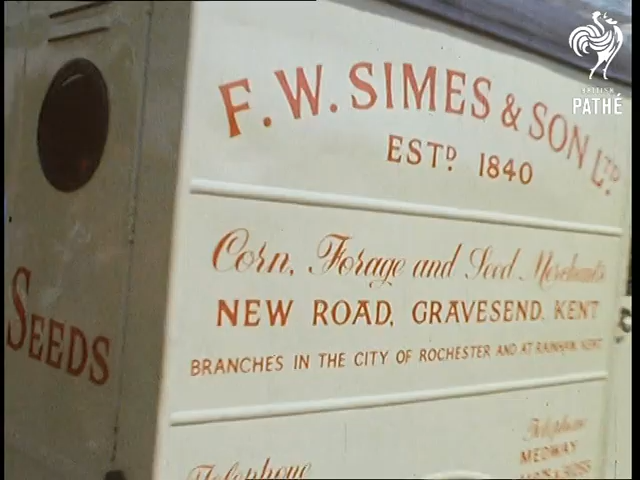 BRITISH
PATHÉ
F. W. SIMES & SON LTD.
ESTD. 1840
Corn, Forage and Seed Merchants
NEW ROAD, GRAVESEND, KENT
BRANCHES IN THE CITY OF ROCHESTER AND AT RAINHAM, KENT
SEEDS
Telephone
Telephone
MEDWAY